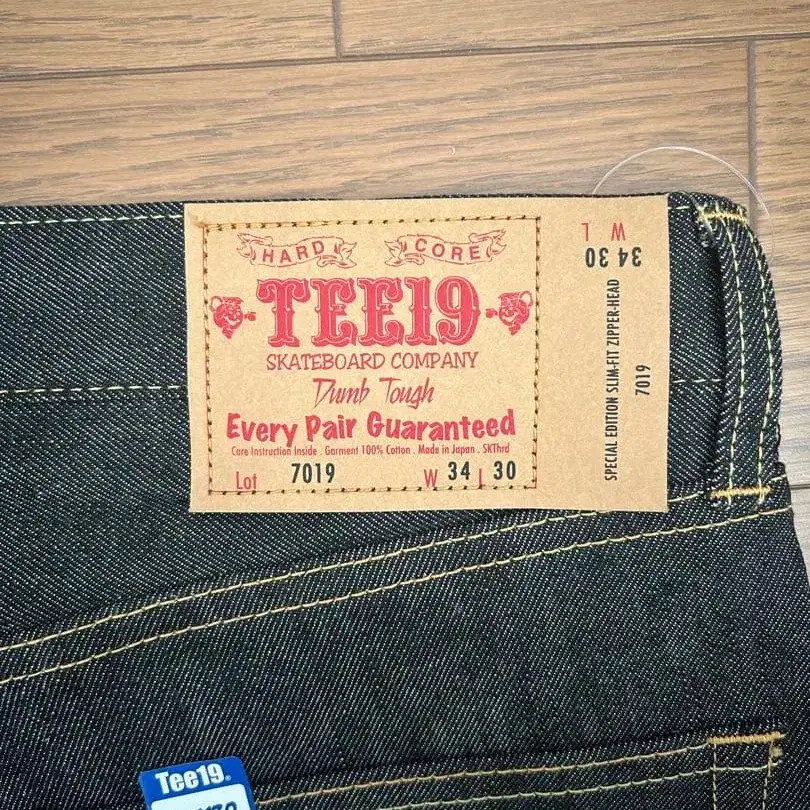 HARD CORE
TEE19
SKATEBOARD COMPANY
Dumb Tough
Every Pair Guaranteed
Care Instruction Inside . Garment 100% Cotton . Made in Japan . SKThrd
Lot 7019 W 34 L 30
W L
34 30
SPECIAL EDITION SLIM-FIT ZIPPER-HEAD
7019
Tee19.